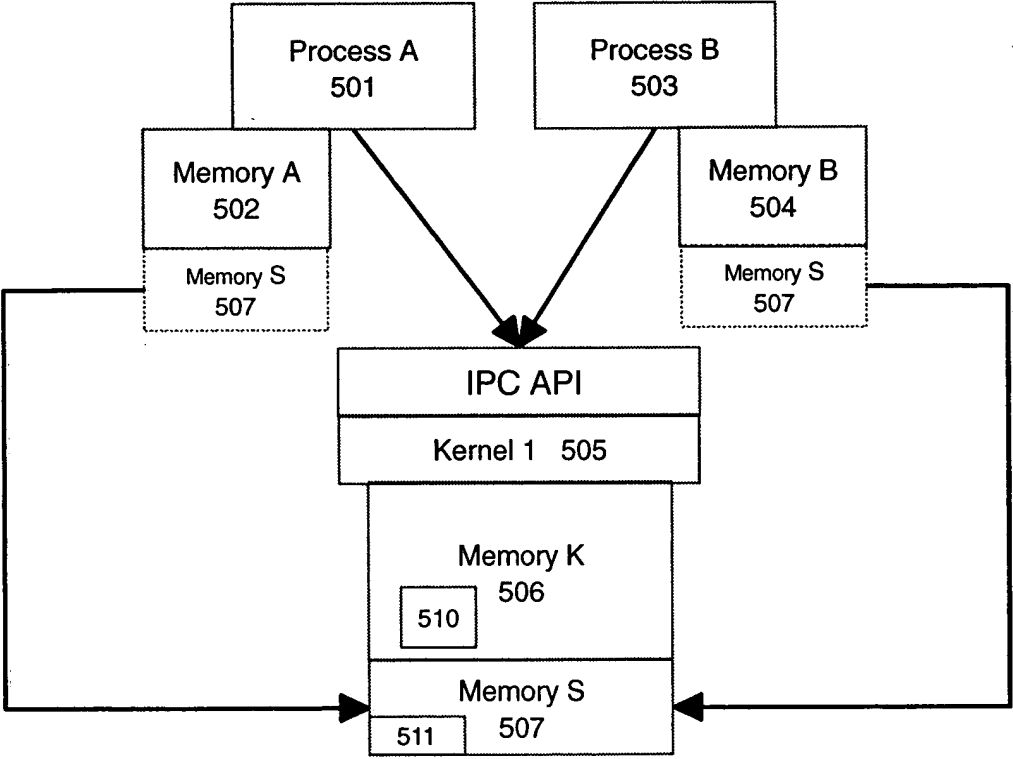 Process A
501
Process B
503
Memory A
502
Memory B
504
Memory S
507
Memory S
507
IPC API
Kernel 1 505
Memory K
506
510
Memory S
507
511